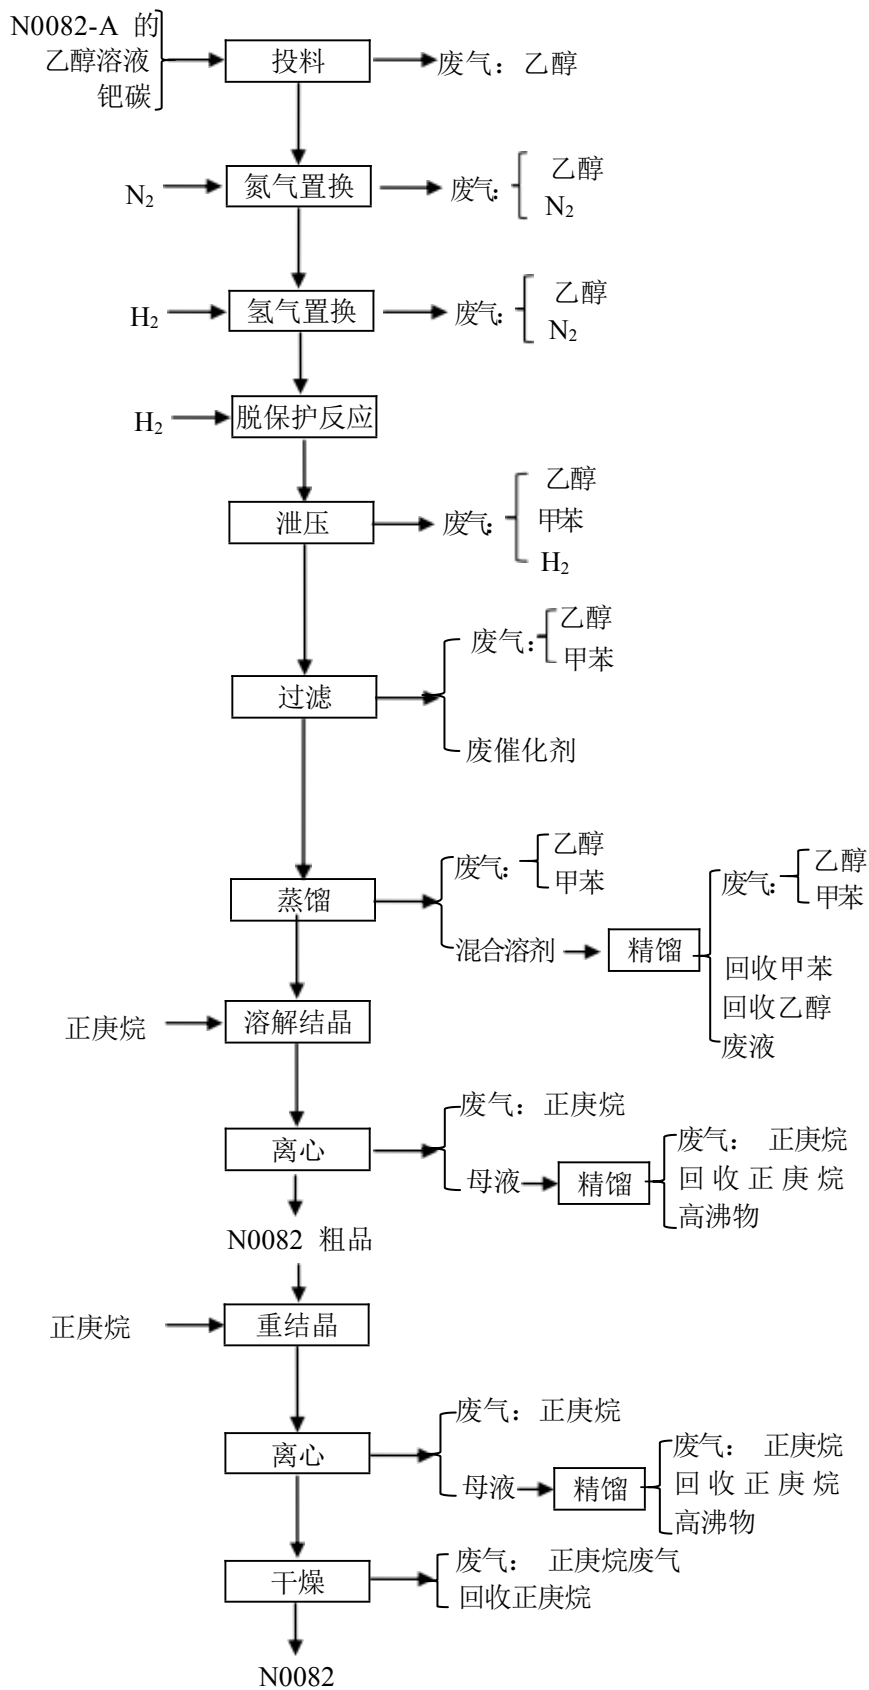 N0082-A 的
乙醇溶液
钯碳
投料
废气：乙醇
N2
氮气置换
废气：
乙醇
N2
H2
氢气置换
废气：
乙醇
N2
H2
脱保护反应
泄压
废气：
乙醇
甲苯
H2
过滤
废气：
乙醇
甲苯
废催化剂
蒸馏
废气：
乙醇
甲苯
混合溶剂
精馏
废气：
乙醇
甲苯
回收甲苯
回收乙醇
废液
正庚烷
溶解结晶
离心
废气：正庚烷
母液
精馏
废气： 正庚烷
回收正庚烷
高沸物
N0082 粗品
正庚烷
重结晶
离心
废气：正庚烷
母液
精馏
废气： 正庚烷
回收正庚烷
高沸物
干燥
废气： 正庚烷废气
回收正庚烷
N0082